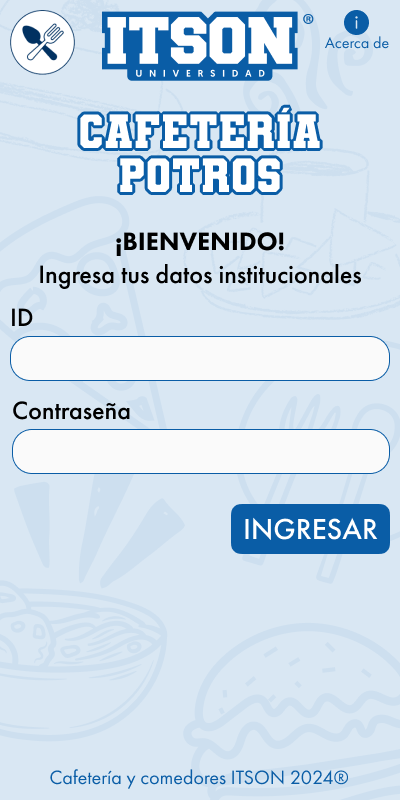 ITSON
®
UNIVERSIDAD
i
Acerca de
CAFETERÍA
POTROS
¡BIENVENIDO!
Ingresa tus datos institucionales
ID
Contraseña
INGRESAR
Cafetería y comedores ITSON 2024®